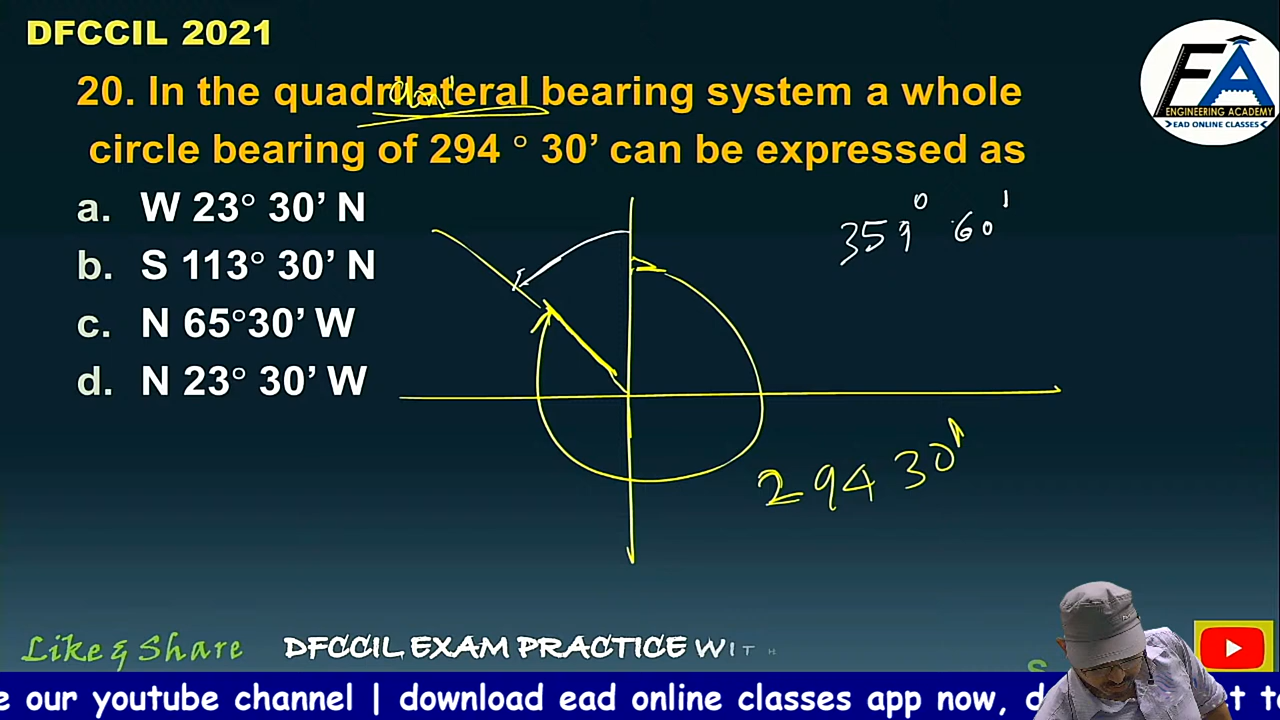 DFCCIL 2021
20. In the quadrilateral bearing system a whole
circle bearing of 294 ° 30’ can be expressed as
a. W 23° 30’ N
b. S 113° 30’ N
c. N 65°30’ W
d. N 23° 30’ W
359° 60'
294 30'
FA
ENGINEERING ACADEMY
EAD ONLINE CLASSES
Like & Share
DFCCIL EXAM PRACTICE WITH
S
e our youtube channel | download ead online classes app now, d